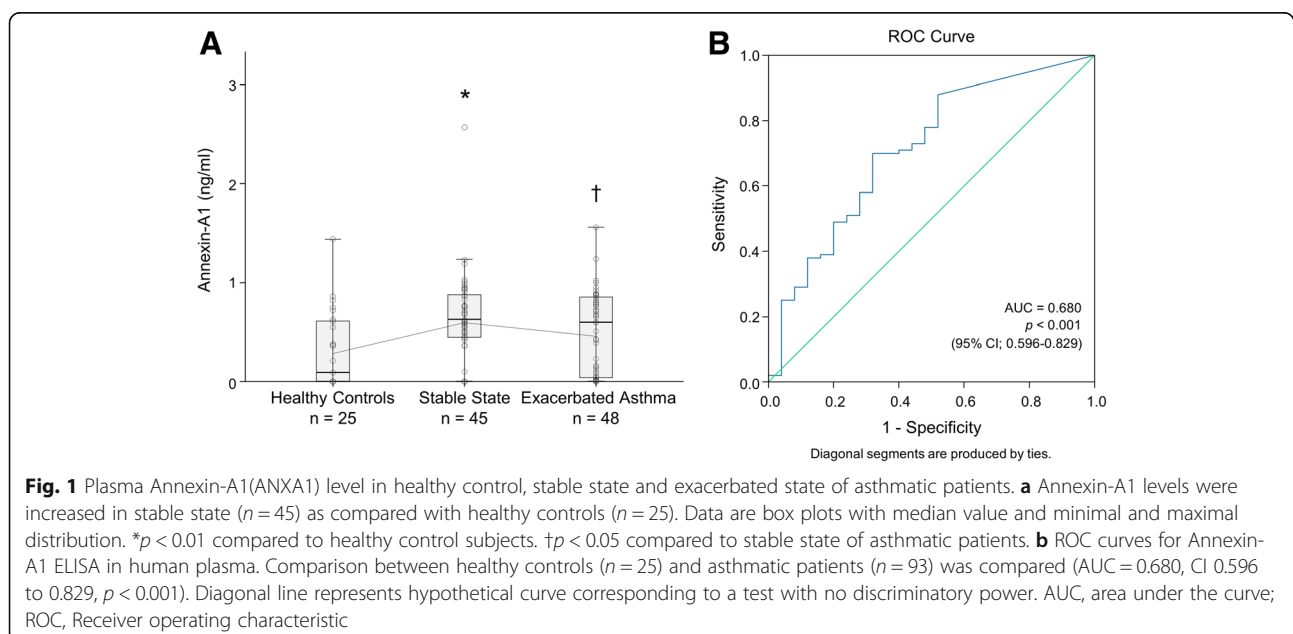 A
Annexin-A1 (ng/ml)
3
2
1
0
*
†
Healthy Controls
n = 25
Stable State
n = 45
Exacerbated Asthma
n = 48
B
ROC Curve
Sensitivity
1.0
0.8
0.6
0.4
0.2
0.0
AUC = 0.680
p < 0.001
(95% CI; 0.596-0.829)
0.0 0.2 0.4 0.6 0.8 1.0
1 - Specificity
Diagonal segments are produced by ties.
Fig. 1 Plasma Annexin-A1(ANXA1) level in healthy control, stable state and exacerbated state of asthmatic patients. a Annexin-A1 levels were
increased in stable state (n = 45) as compared with healthy controls (n = 25). Data are box plots with median value and minimal and maximal
distribution. *p < 0.01 compared to healthy control subjects. †p < 0.05 compared to stable state of asthmatic patients. b ROC curves for Annexin-
A1 ELISA in human plasma. Comparison between healthy controls (n = 25) and asthmatic patients (n = 93) was compared (AUC = 0.680, CI 0.596
to 0.829, p < 0.001). Diagonal line represents hypothetical curve corresponding to a test with no discriminatory power. AUC, area under the curve;
ROC, Receiver operating characteristic